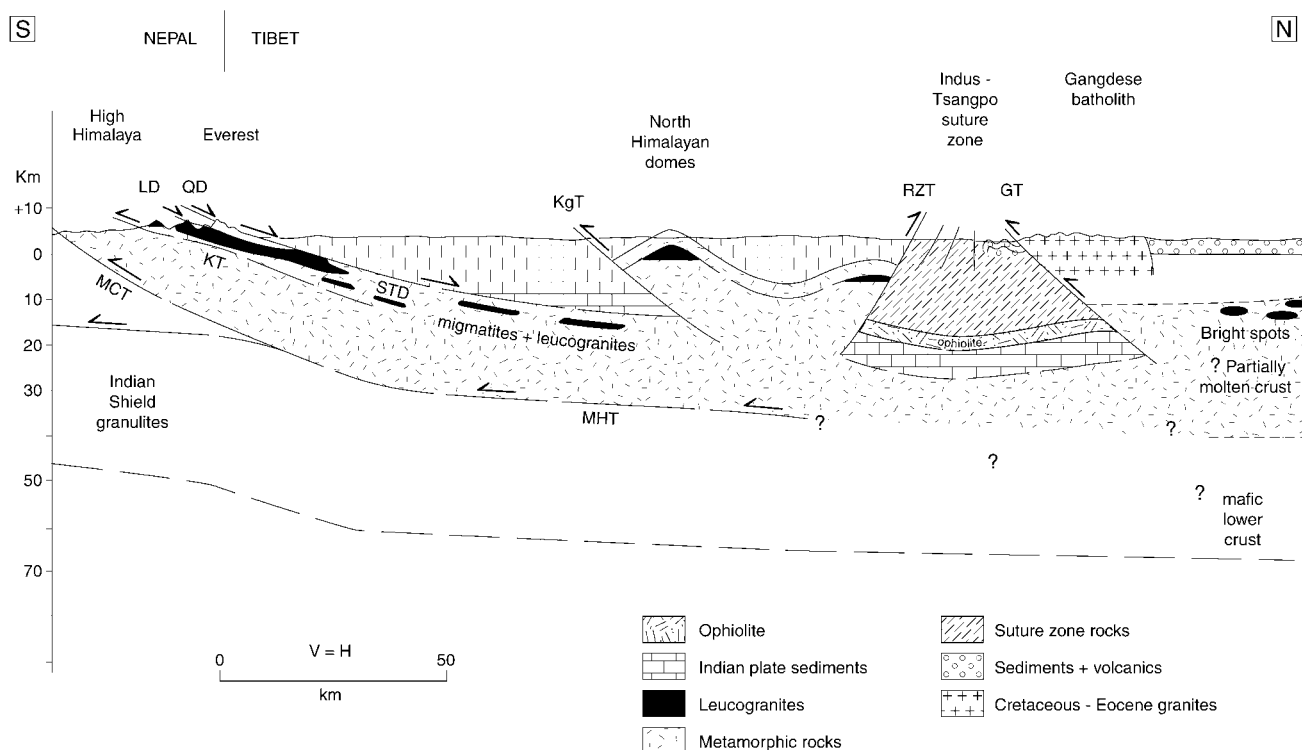 S
N
NEPAL
TIBET
High
Himalaya
Everest
North
Himalayan
domes
Indus -
Tsangpo
suture
zone
Gangdese
batholith
Km
+10
0
10
20
30
50
70
LD
QD
KgT
RZT
GT
KT
STD
MCT
migmatites + leucogranites
MHT
ophiolite
Indian
Shield
granulites
Bright spots
? Partially
molten crust
?
?
?
?
mafic
lower
crust
V = H
0
50
km
Ophiolite
Indian plate sediments
Leucogranites
Metamorphic rocks
Suture zone rocks
Sediments + volcanics
Cretaceous - Eocene granites